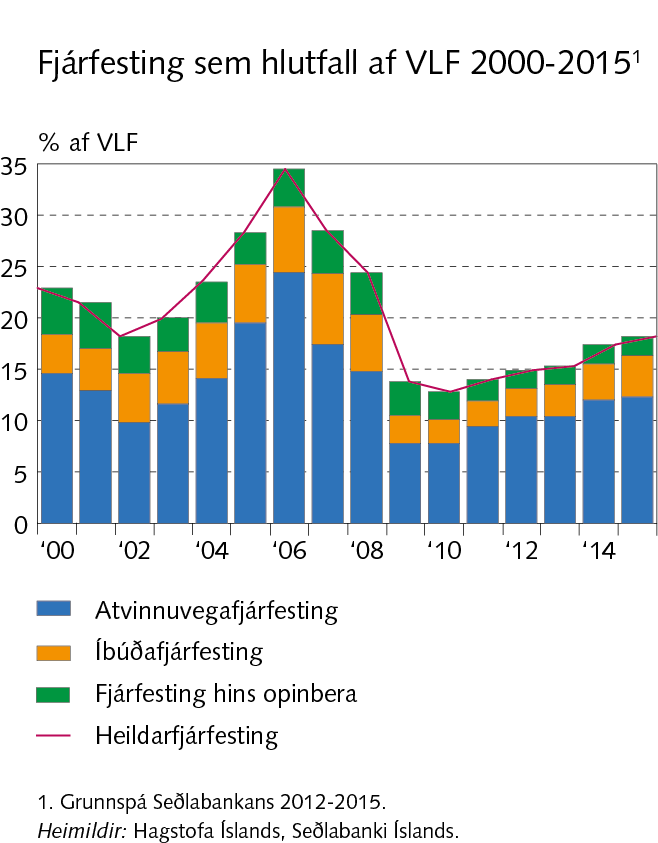 Fjárfesting sem hlutfall af VLF 2000-2015¹
% af VLF
35
30
25
20
15
10
5
0
‘00 ‘02 ‘04 ‘06 ‘08 ‘10 ‘12 ‘14
Atvinnuvegafjárfesting
Íbúðafjárfesting
Fjárfesting hins opinbera
Heildarfjárfesting
1. Grunnspá Seðlabankans 2012-2015.
Heimildir: Hagstofa Íslands, Seðlabanki Íslands.